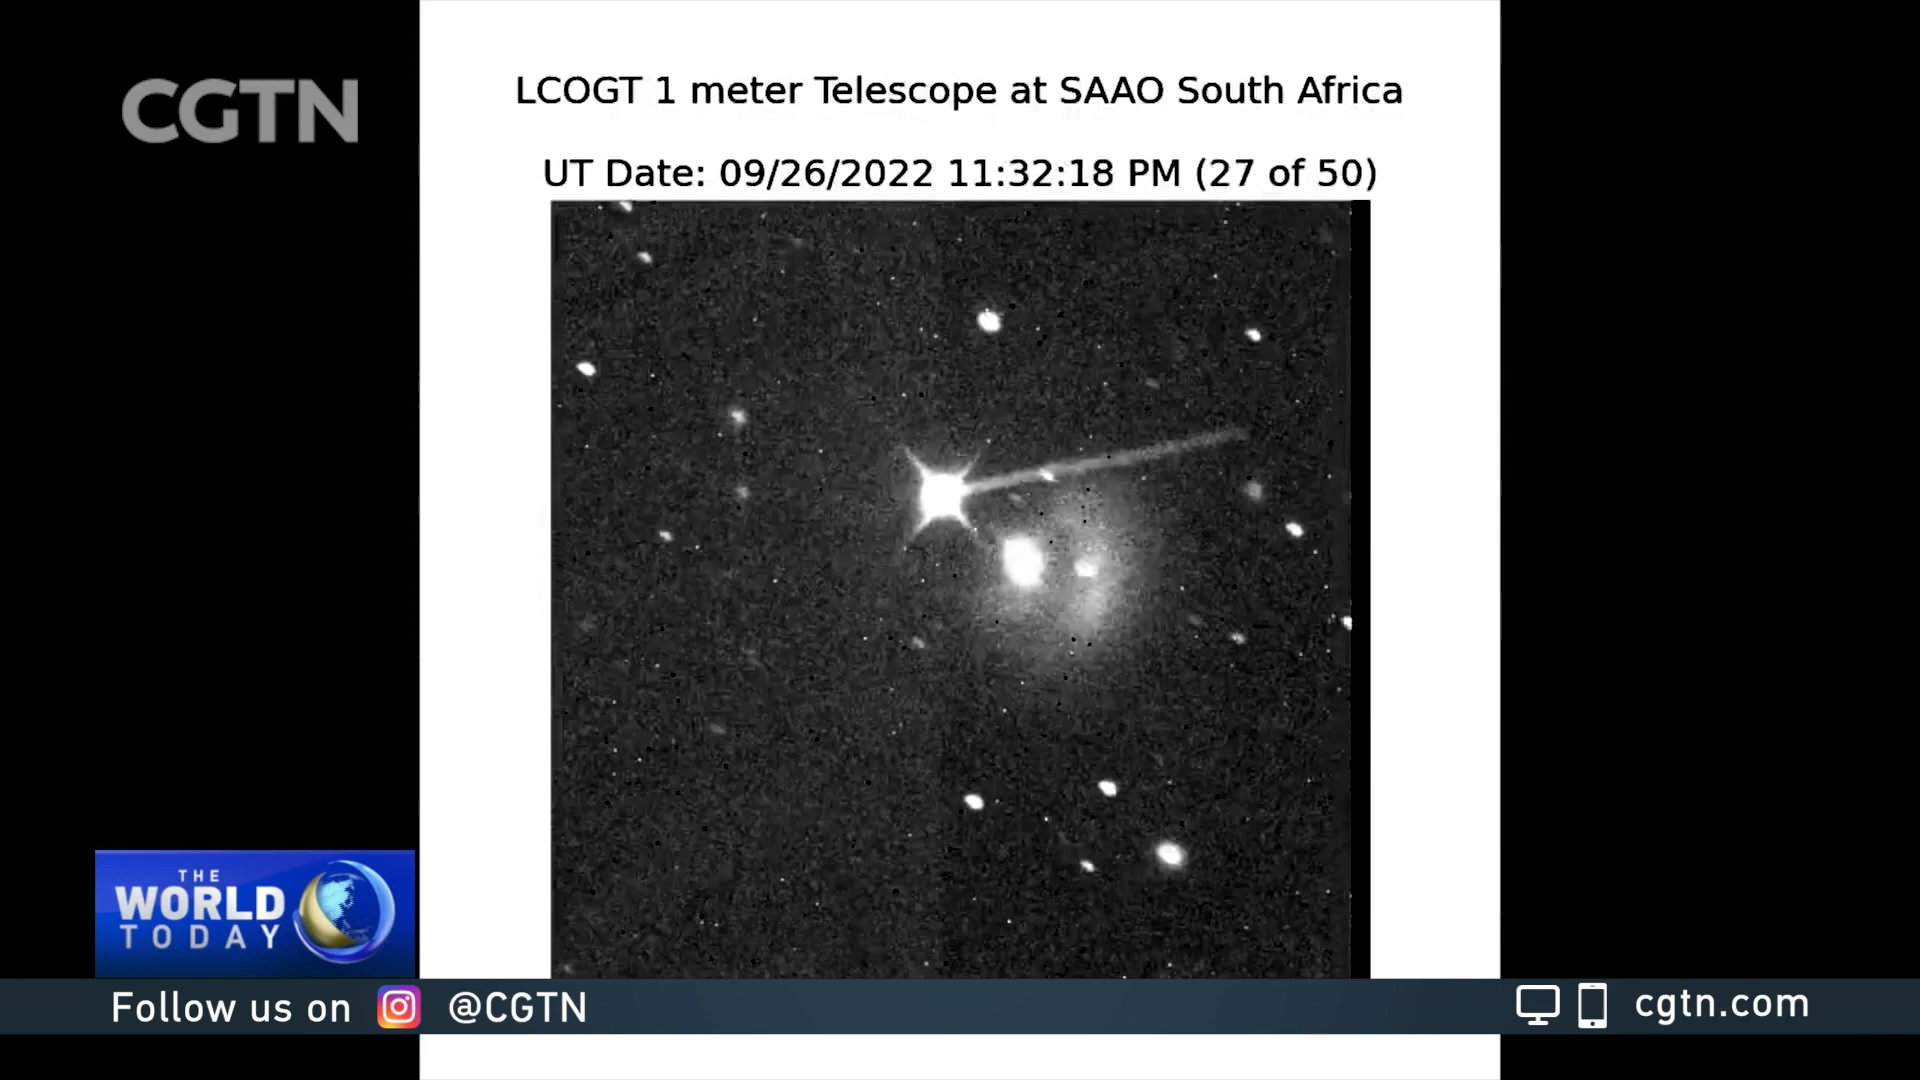 CGTN
LCOGT 1 meter Telescope at SAAO South Africa
UT Date: 09/26/2022 11:32:18 PM (27 of 50)
THE
WORLD
TODAY
Follow us on @CGTN
cgtn.com